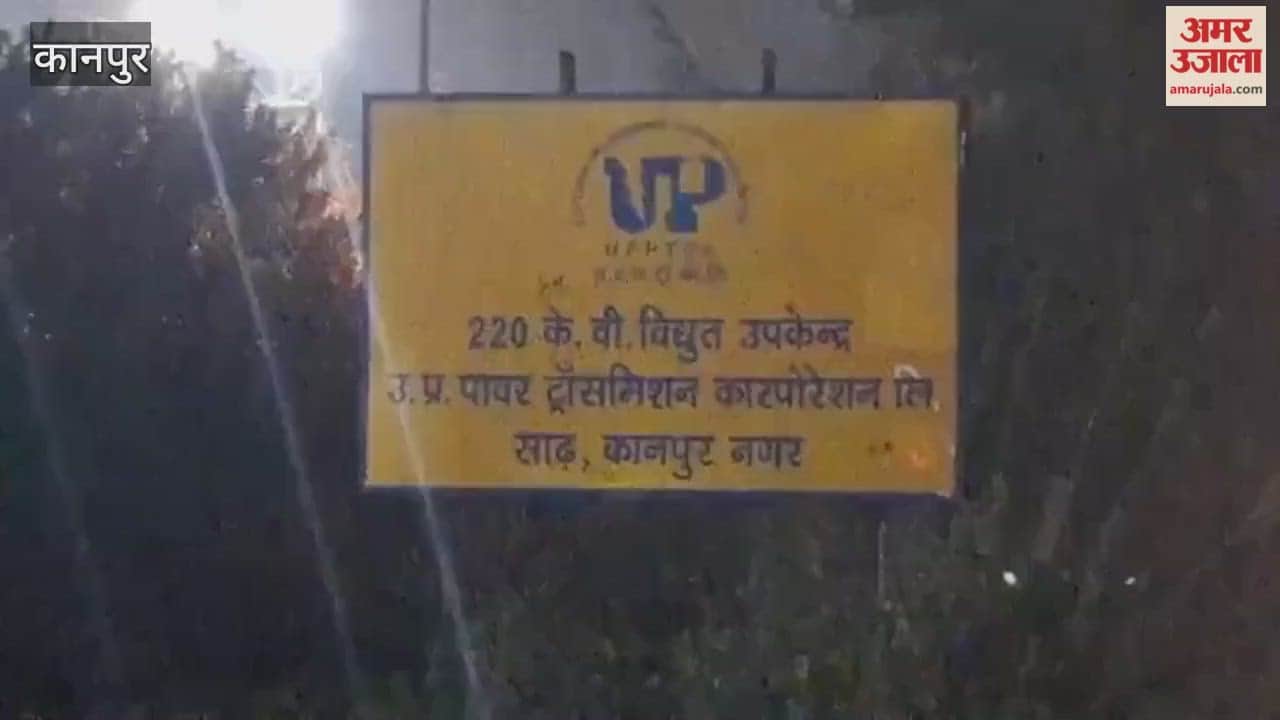 कानपुर
अमर
उजाला
amarujala.com
UP
220 के. वी. विद्युत उपकेन्द्र
उ. प्र. पावर ट्राँसमिशन कारपोरेशन लि.
साढ़, कानपुर नगर